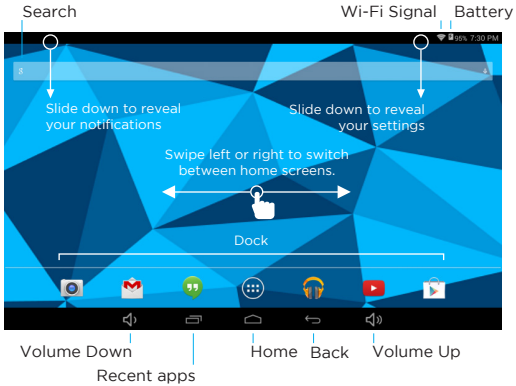 Search
Wi-Fi Signal
Battery
95% 7:30 PM
g
Slide down to reveal
your notifications
Slide down to reveal
your settings
Swipe left or right to switch
between home screens.
Dock
Volume Down
Recent apps
Home
Back
Volume Up